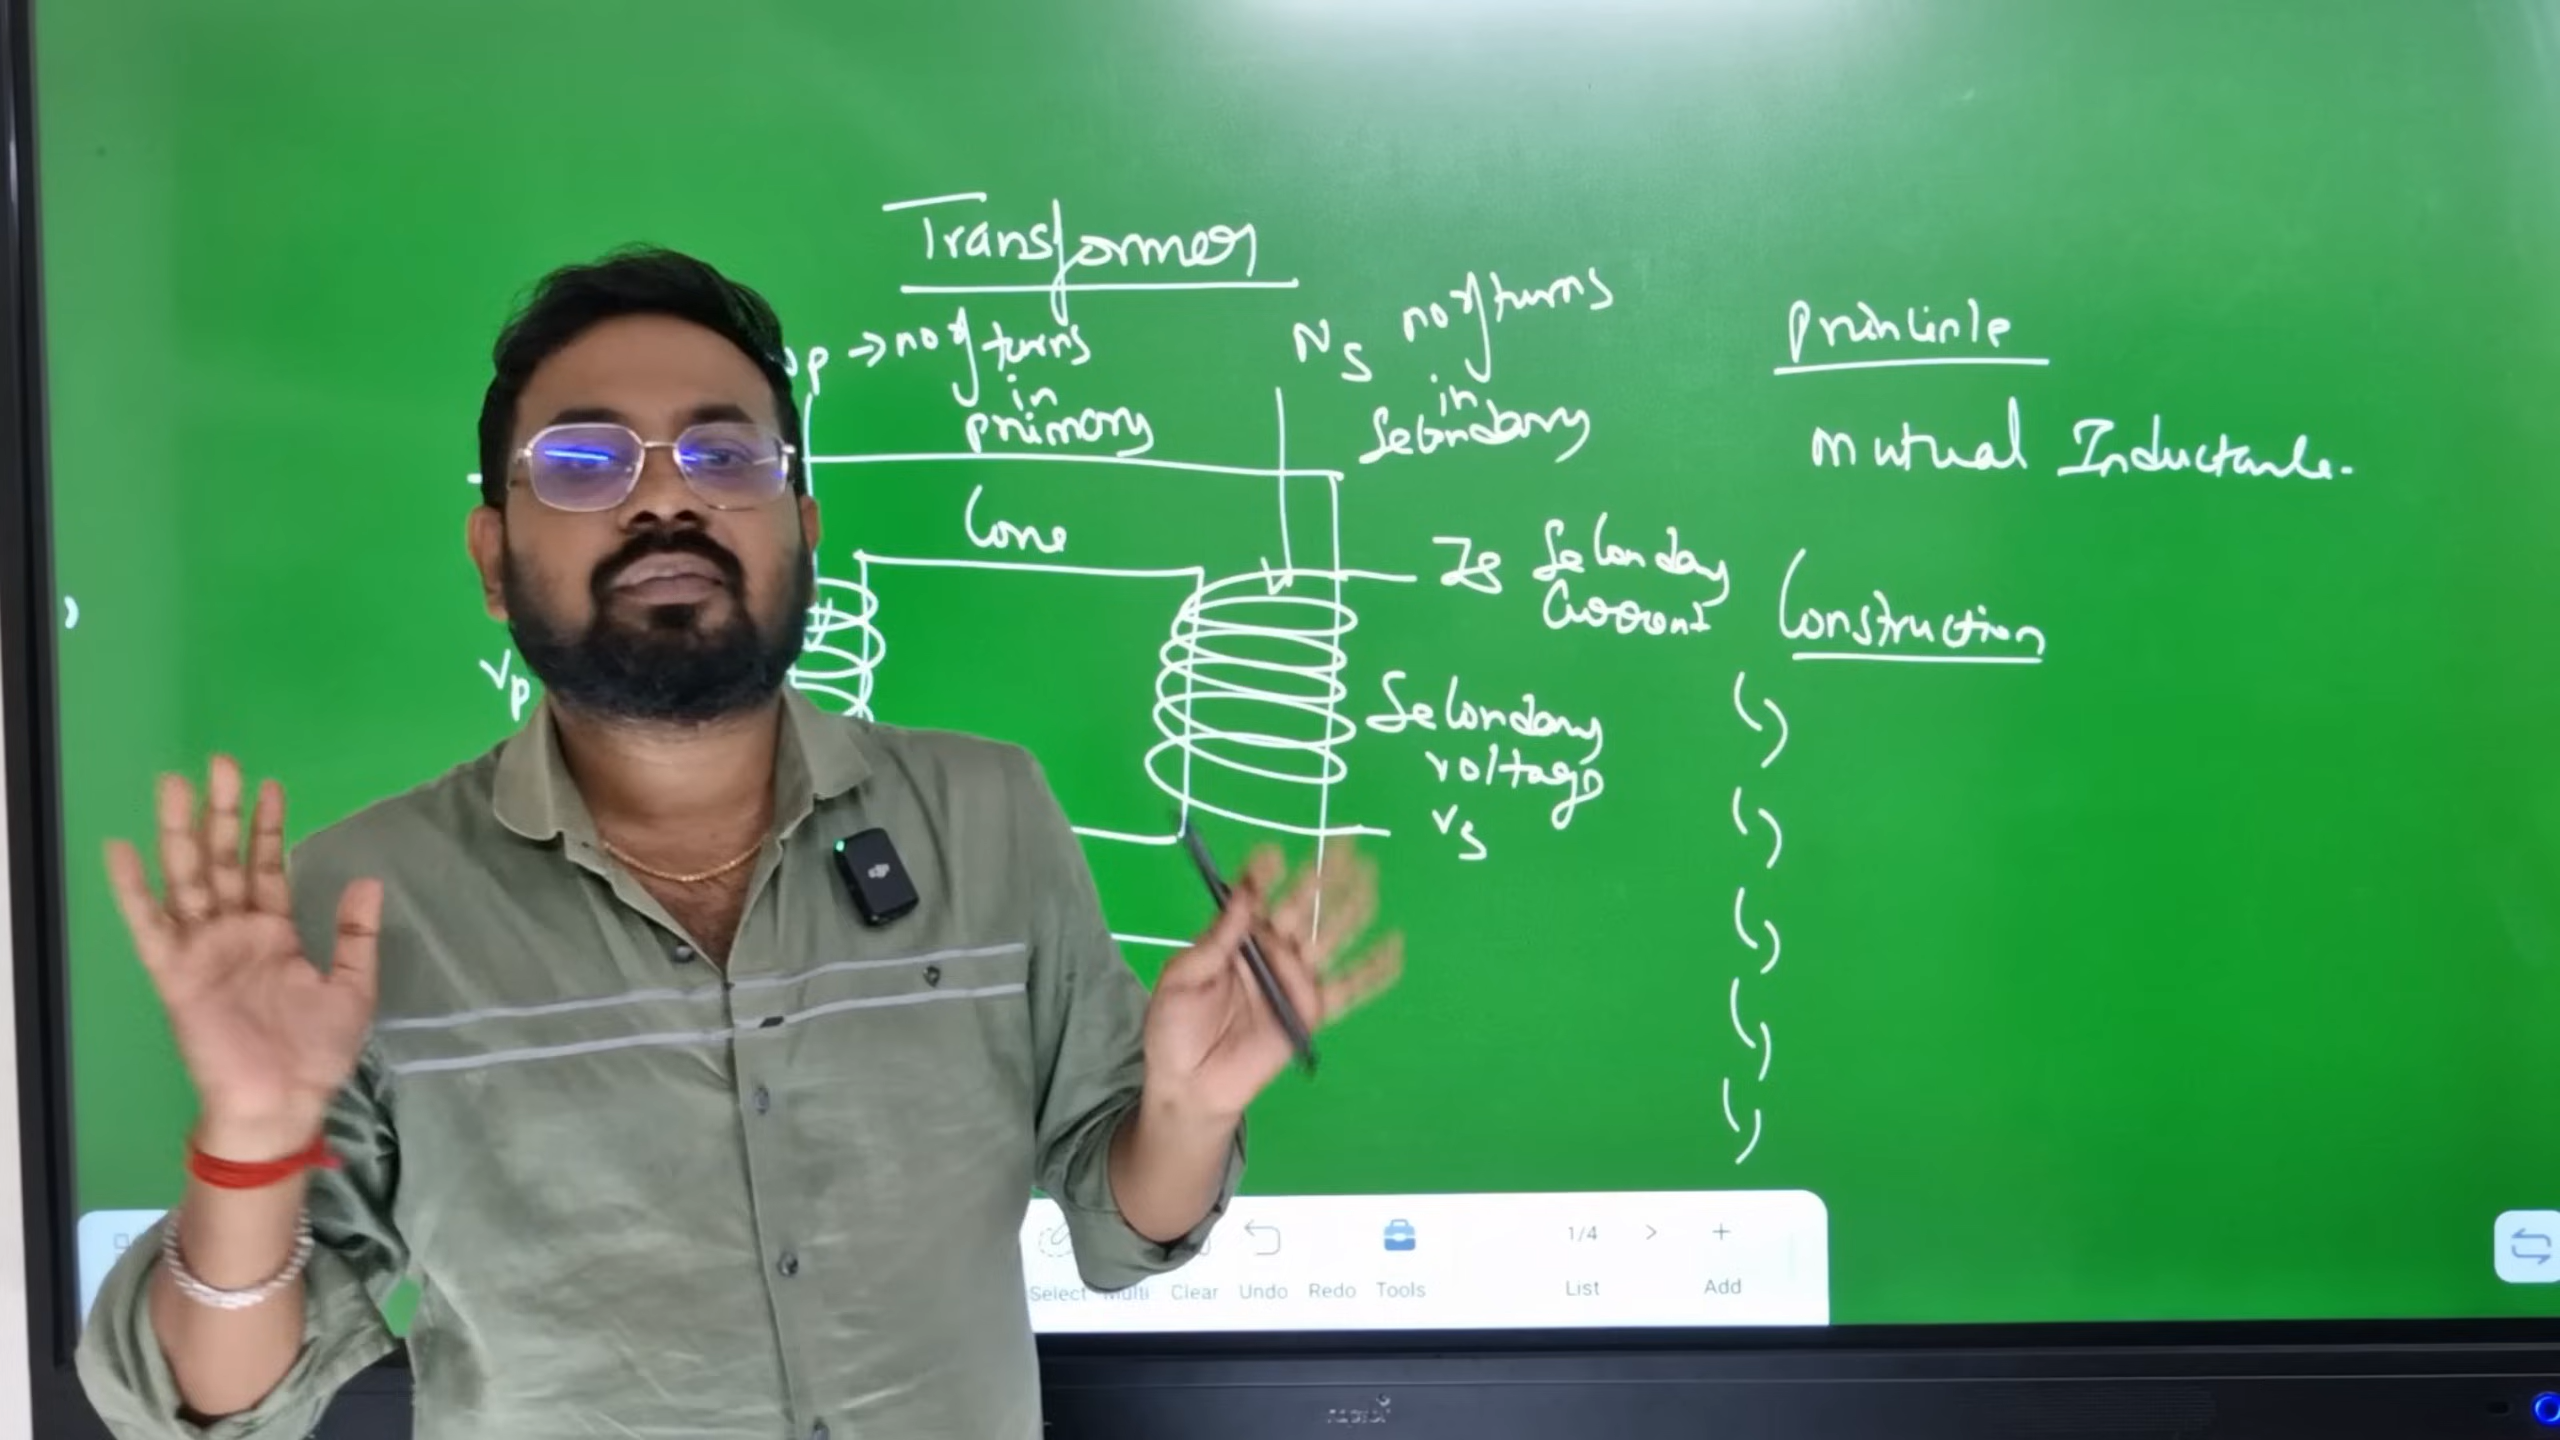 Transformer
p → no of turns
in
primary
Ns no of turns
in
Secondary
Core
Vp
Is Secondary
Current
Secondary
voltage
Vs
Principle
Mutual Inductance.
Construction
Select Multi Clear Undo Redo Tools
1/4 > +
List Add